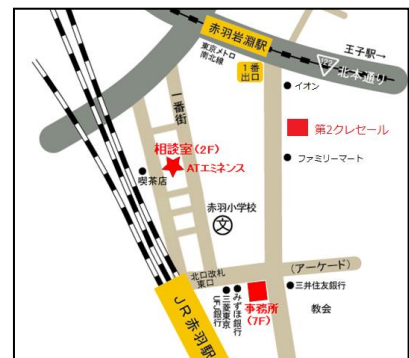 赤羽岩淵駅
東京メトロ
南北線
1番
出口
王子駅→
122
北本通り
イオン
一番街
第2クレセール
相談室(2F)
ATエミネンス
ファミリーマート
喫茶店
赤羽小学校
文
北口改札
東口
(アーケード)
JR赤羽駅
三菱東京
UFJ銀行
みずほ銀行
事務所
(7F)
三井住友銀行
教会